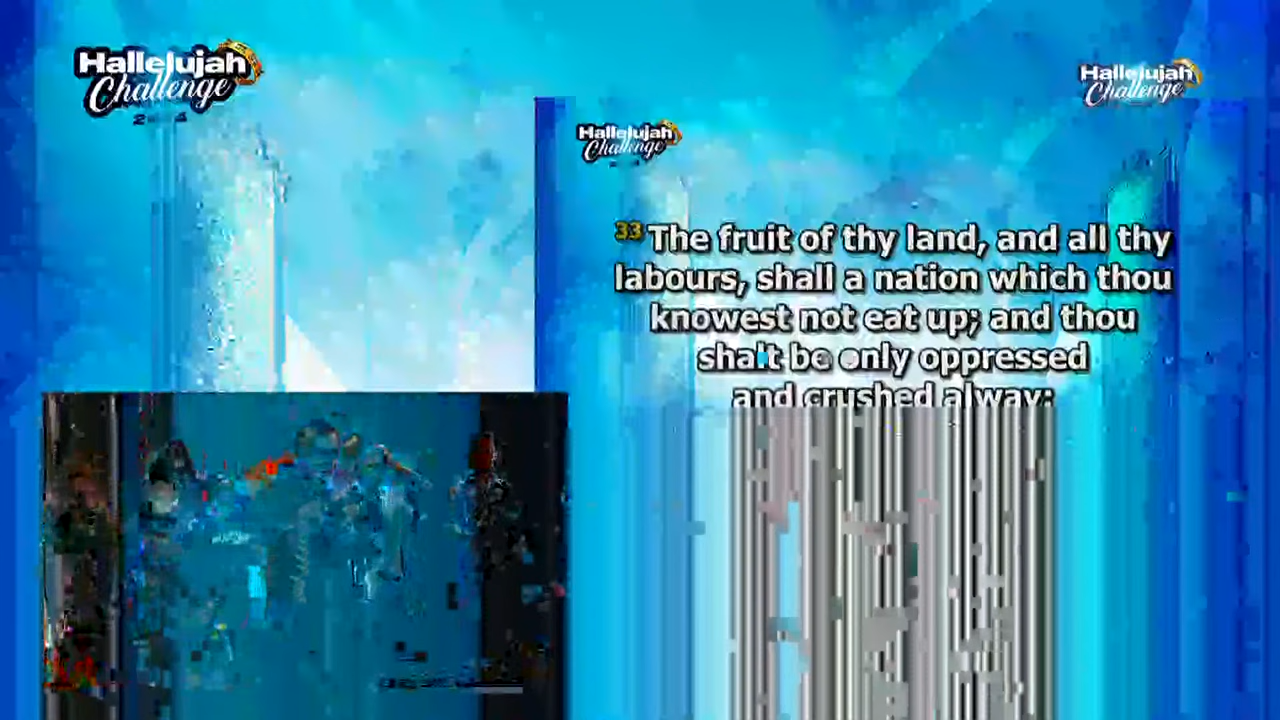 Hallelujah
Challenge
Hallelujah
Challenge
Hallelujah
Challenge
33 The fruit of thy land, and all thy
labours, shall a nation which thou
knowest not eat up; and thou
shalt be only oppressed
and crushed alway: